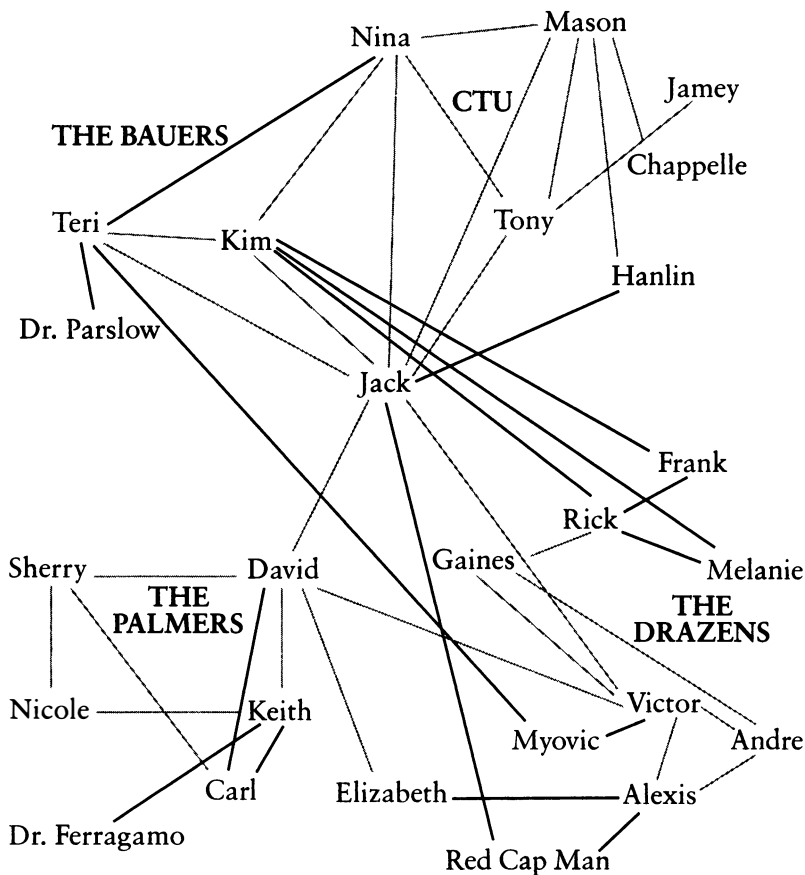 Mason
Nina
Jamey
CTU
THE BAUERS
Chappelle
Teri
Tony
Kim
Hanlin
Dr. Parslow
Jack
Frank
Rick
Gaines
Sherry
David
Melanie
THE
PALMERS
THE
DRAZENS
Nicole
Keith
Victor
Myovic
Andre
Carl
Elizabeth
Alexis
Dr. Ferragamo
Red Cap Man